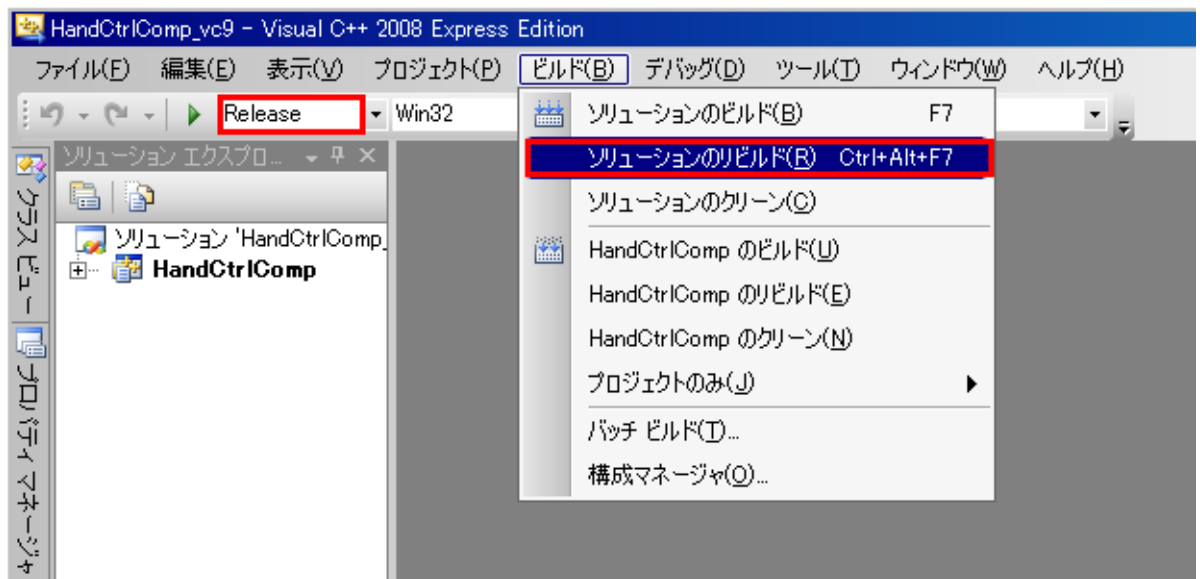 HandCtrlComp_vc9 - Visual C++ 2008 Express Edition
ファイル(F) 編集(E) 表示(V) プロジェクト(P) ビルド(B) デバッグ(D) ツール(T) ウィンドウ(W) ヘルプ(H)
Release Win32
ソリューションのビルド(B) F7
ソリューションのリビルド(R) Ctrl+Alt+F7
ソリューションのクリーン(C)
HandCtrlComp のビルド(U)
HandCtrlComp のリビルド(E)
HandCtrlComp のクリーン(N)
プロジェクトのみ(J)
バッチ ビルド(T)...
構成マネージャ(O)...
ソリューション エクスプロ...
ソリューション 'HandCtrlComp_
HandCtrlComp
クラス ビュー
プロパティ マネージャ